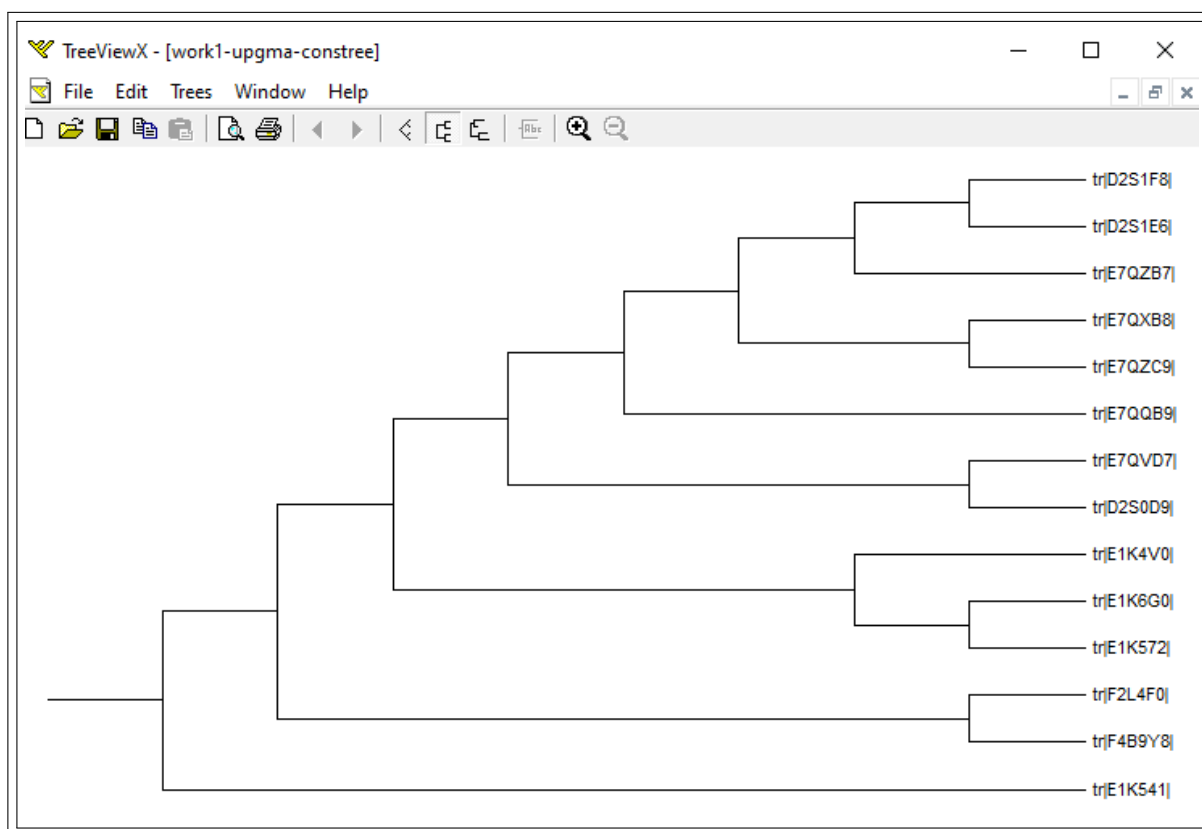 TreeViewX - [work1-upgma-constree]
File Edit Trees Window Help
Abc
tr|D2S1F8|
tr|D2S1E6|
tr|E7QZB7|
tr|E7QXB8|
tr|E7QZC9|
tr|E7QQB9|
tr|E7QVD7|
tr|D2S0D9|
tr|E1K4V0|
tr|E1K6G0|
tr|E1K572|
tr|F2L4F0|
tr|F4B9Y8|
tr|E1K541|